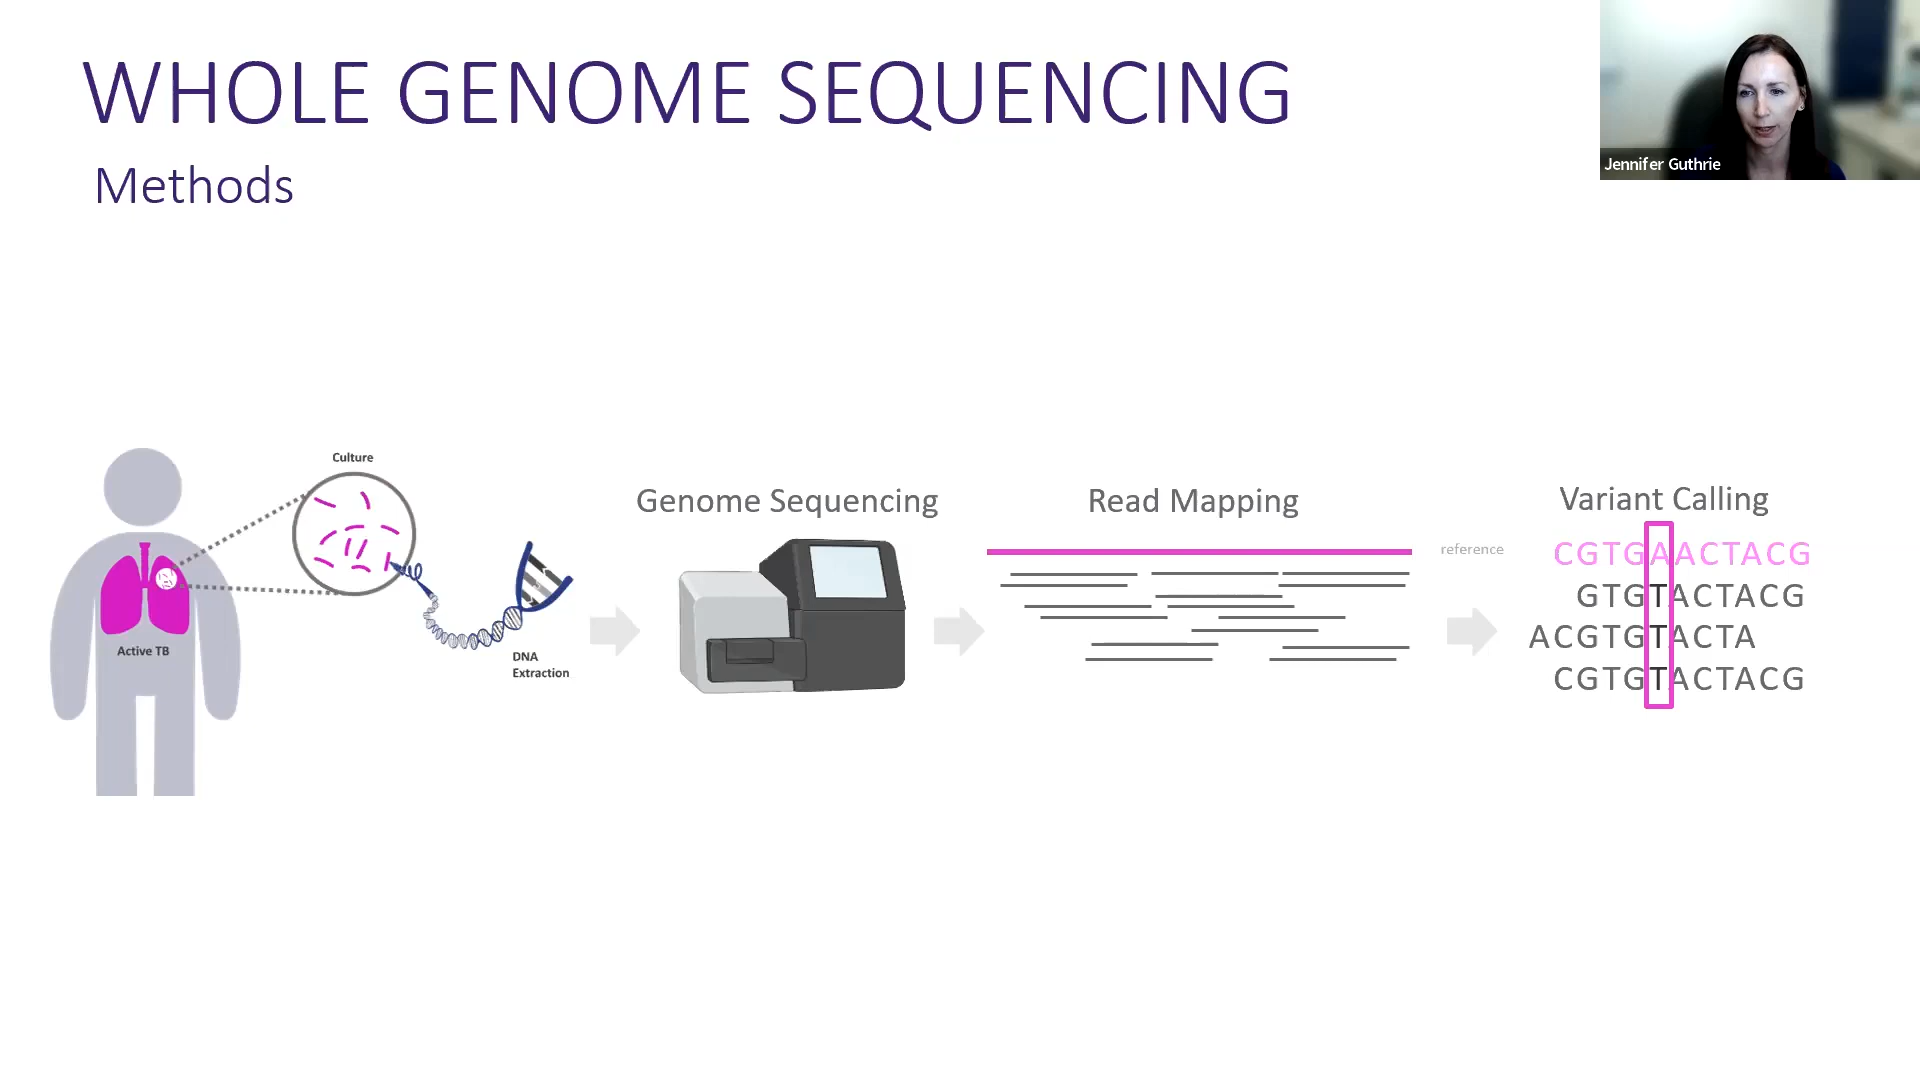 WHOLE GENOME SEQUENCING
Methods
Jennifer Guthrie
Culture
Active TB
DNA
Extraction
Genome Sequencing
Read Mapping
reference
Variant Calling
CGTGAACTACG
GTGTACTACG
ACGTGTACTA
CGTGTACTACG